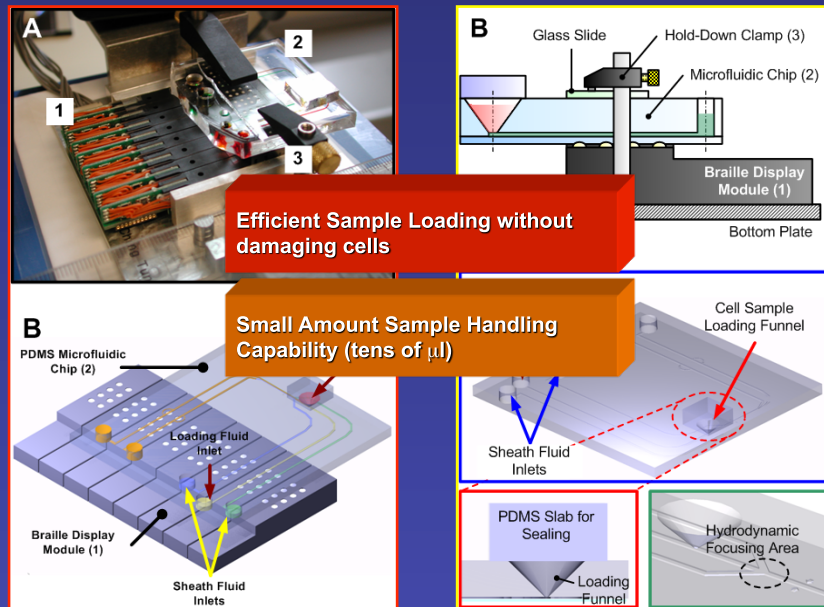 A
1
2
3
B
Glass Slide
Hold-Down Clamp (3)
Microfluidic Chip (2)
Braille Display
Module (1)
Bottom Plate
Efficient Sample Loading without
damaging cells
Small Amount Sample Handling
Capability (tens of μl)
B
PDMS Microfluidic
Chip (2)
Loading Fluid
Inlet
Braille Display
Module (1)
Sheath Fluid
Inlets
Cell Sample
Loading Funnel
Sheath Fluid
Inlets
PDMS Slab for
Sealing
Loading
Funnel
Hydrodynamic
Focusing Area